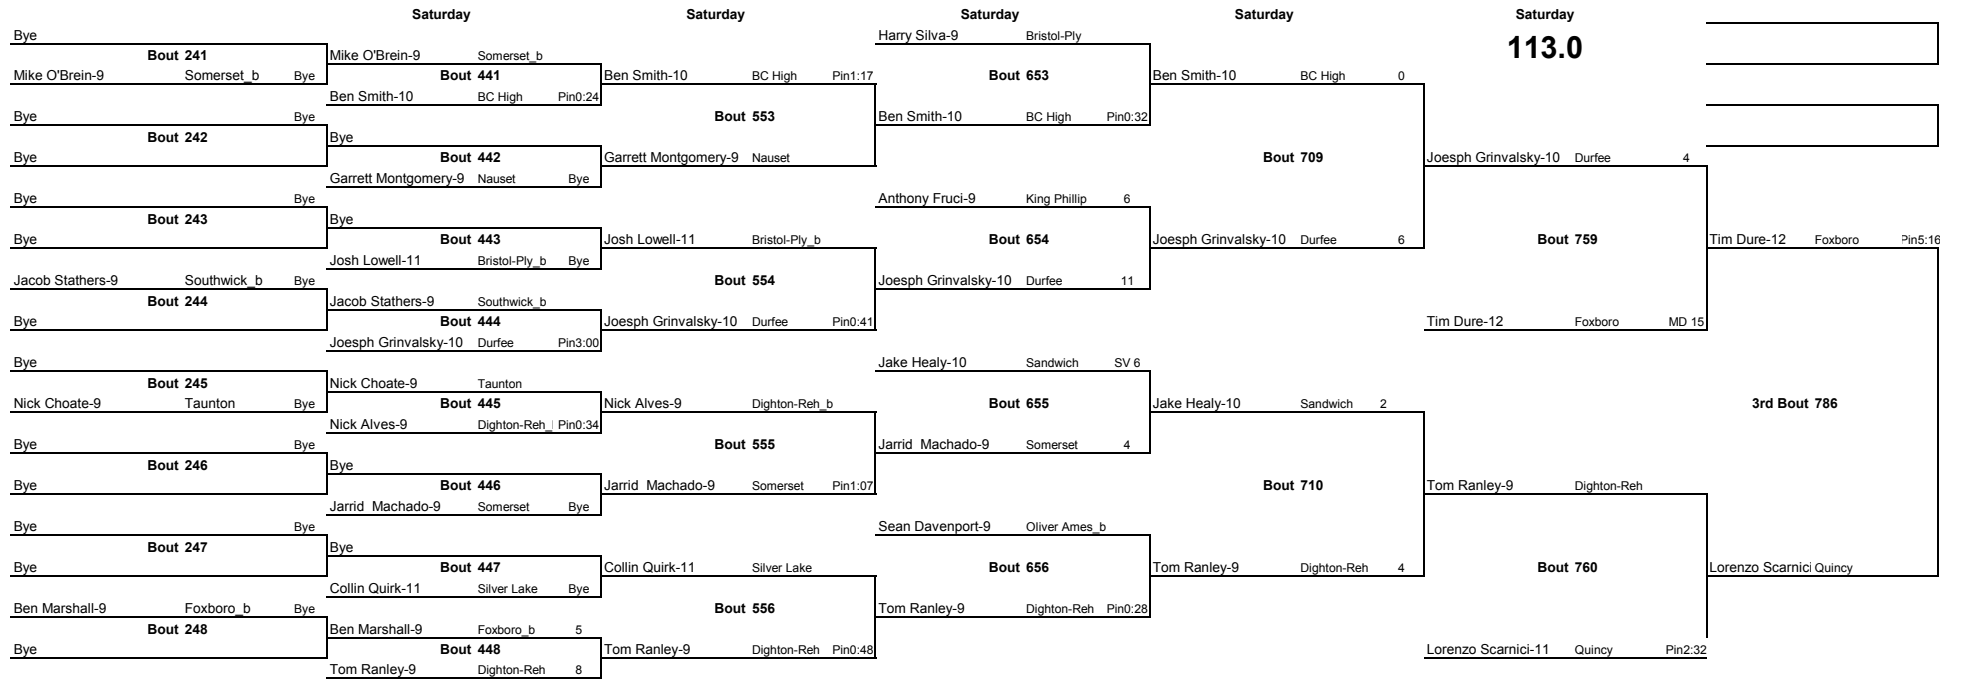 Saturday Saturday Saturday Saturday Saturday
Bye Harry Silva-9 Bristol-Ply
113.0
Bout 241 Mike O'Brein-9 Somerset_b
Mike O'Brein-9 Somerset_b Bye Bout 441 Ben Smith-10 BC High Pin1:17 Bout 653 Ben Smith-10 BC High 0
Ben Smith-10 BC High Pin0:24
Bye Bye Bout 553 Ben Smith-10 BC High Pin0:32
Bout 242 Bye
Bye Bout 442 Garrett Montgomery-9 Nauset Bout 709 Joesph Grinvalsky-10 Durfee 4
Garrett Montgomery-9 Nauset Bye
Bye Bye Anthony Fruci-9 King Phillip 6
Bout 243 Bye
Bye Bout 443 Josh Lowell-11 Bristol-Ply_b Bout 654 Joesph Grinvalsky-10 Durfee 6 Bout 759 Tim Dure-12 Foxboro Pin5:16
Josh Lowell-11 Bristol-Ply_b Bye
Jacob Stathers-9 Southwick_b Bye Bout 554 Joesph Grinvalsky-10 Durfee 11
Bout 244 Jacob Stathers-9 Southwick_b
Bye Bout 444 Joesph Grinvalsky-10 Durfee Pin0:41 Tim Dure-12 Foxboro MD 15
Joesph Grinvalsky-10 Durfee Pin3:00
Bye Jake Healy-10 Sandwich SV 6
Bout 245 Nick Choate-9 Taunton
Nick Choate-9 Taunton Bye Bout 445 Nick Alves-9 Dighton-Reh_b Bout 655 Jake Healy-10 Sandwich 2 3rd Bout 786
Nick Alves-9 Dighton-Reh_ Pin0:34
Bye Bye Bout 555 Jarrid Machado-9 Somerset 4
Bout 246 Bye
Bye Bout 446 Jarrid Machado-9 Somerset Pin1:07 Bout 710 Tom Ranley-9 Dighton-Reh
Jarrid Machado-9 Somerset Bye
Bye Bye Sean Davenport-9 Oliver Ames_b
Bout 247 Bye
Bye Bout 447 Collin Quirk-11 Silver Lake Bout 656 Tom Ranley-9 Dighton-Reh 4 Bout 760 Lorenzo Scarnici Quincy
Collin Quirk-11 Silver Lake Bye
Ben Marshall-9 Foxboro_b Bye Bout 556 Tom Ranley-9 Dighton-Reh Pin0:28
Bout 248 Ben Marshall-9 Foxboro_b 5
Bye Bout 448 Tom Ranley-9 Dighton-Reh Pin0:48 Lorenzo Scarnici-11 Quincy Pin2:32
Tom Ranley-9 Dighton-Reh 8